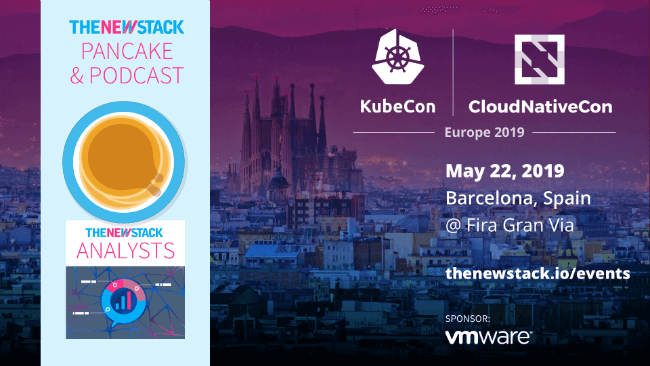 THENEWSTACK
PANCAKE
& PODCAST
THENEWSTACK
ANALYSTS
KubeCon
CloudNativeCon
Europe 2019
May 22, 2019
Barcelona, Spain
@ Fira Gran Via
thenewstack.io/events
SPONSOR:
vmware®